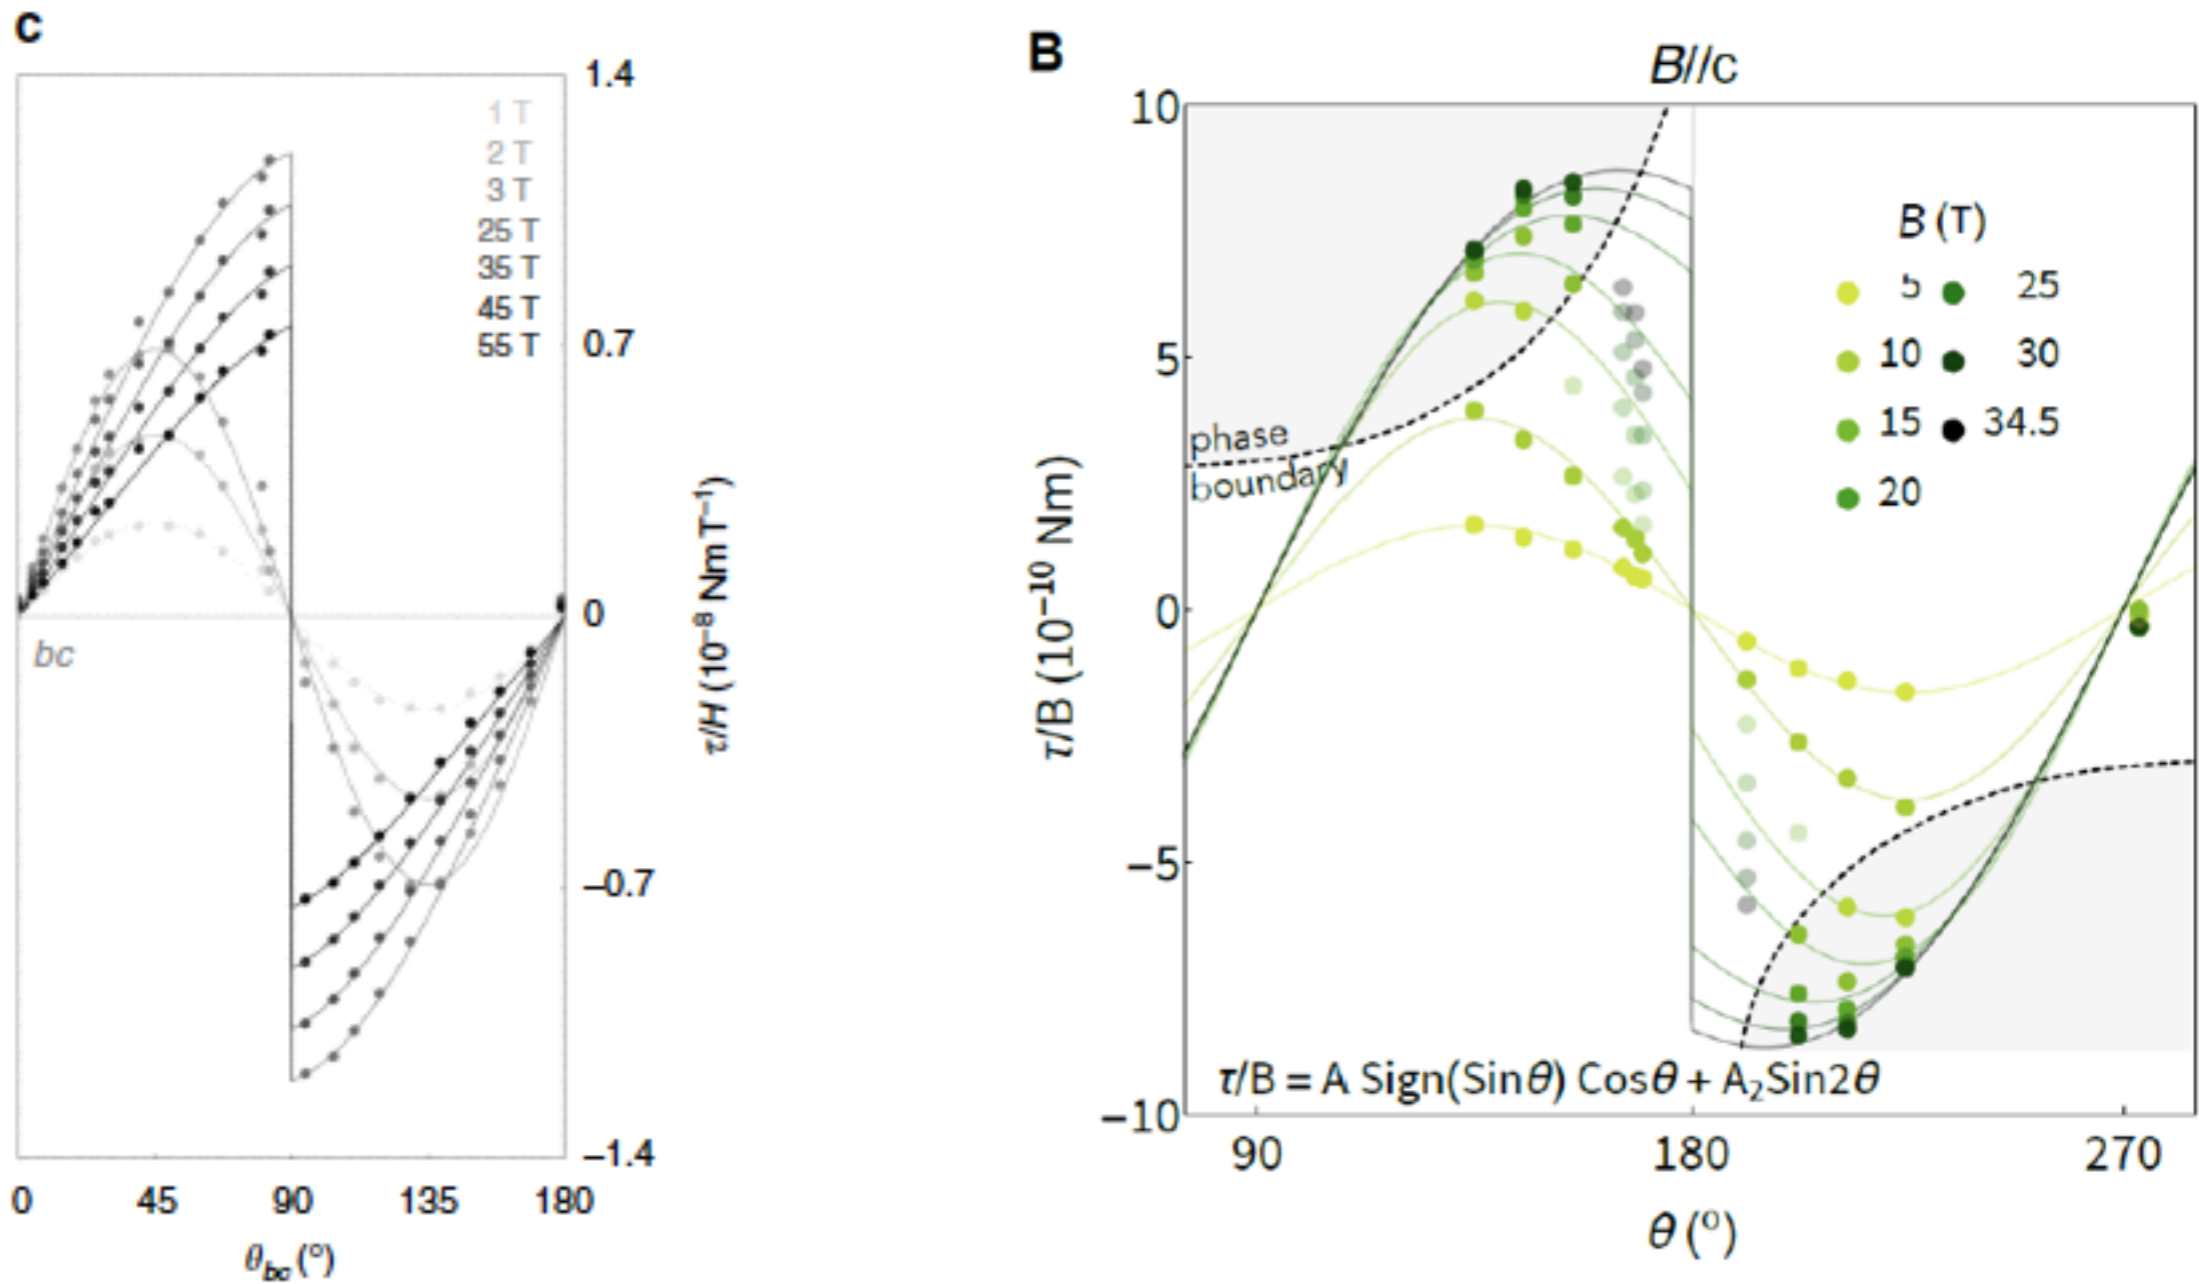 c
1.4
1 T
2 T
3 T
25 T
35 T
45 T
55 T
0.7
0
bc
−0.7
−1.4
τ/H (10⁻⁸ Nm T⁻¹)
0 45 90 135 180
θbc (°)
B
B//c
10
5
0
−5
−10
τ/B (10⁻¹⁰ Nm)
phase
boundary
B (T)
5 25
10 30
15 34.5
20
τ/B = A Sign(Sinθ) Cosθ + A₂Sin2θ
90 180 270
θ (°)